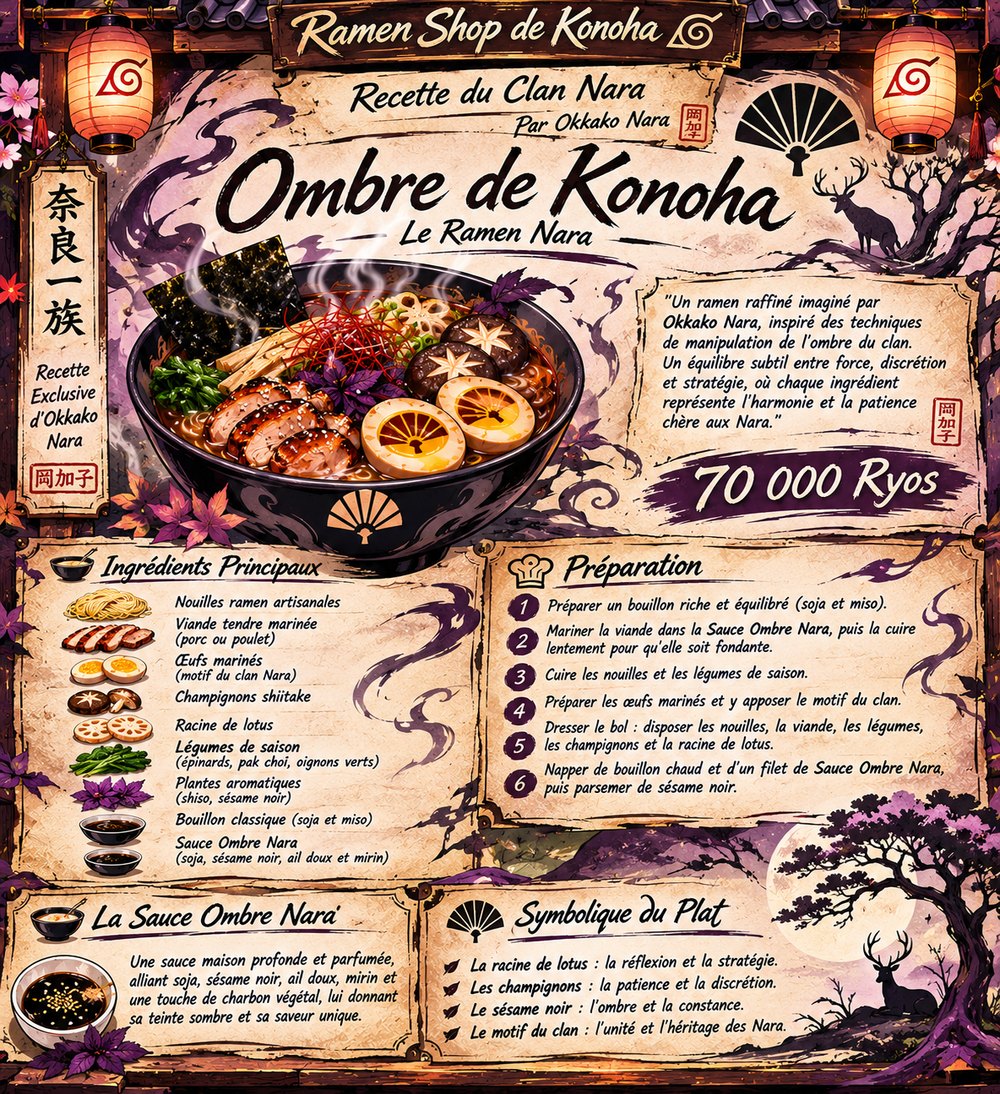 Ramen Shop de Konoha
Recette du Clan Nara
Par Okkako Nara
岡加子
Ombre de Konoha
Le Ramen Nara
奈良一族
Recette
Exclusive
d'Okkako
Nara
岡加子
"Un ramen raffiné imaginé par
Okkako Nara, inspiré des techniques
de manipulation de l'ombre du clan.
Un équilibre subtil entre force, discrétion
et stratégie, où chaque ingrédient
représente l'harmonie et la patience
chère aux Nara."
岡加子
70 000 Ryos
Ingrédients Principaux
Nouilles ramen artisanales
Viande tendre marinée
(porc ou poulet)
Œufs marinés
(motif du clan Nara)
Champignons shiitake
Racine de lotus
Légumes de saison
(épinards, pak choï, oignons verts)
Plantes aromatiques
(shiso, sésame noir)
Bouillon classique (soja et miso)
Sauce Ombre Nara
(soja, sésame noir, ail doux et mirin)
Préparation
1 Préparer un bouillon riche et équilibré (soja et miso).
2 Mariner la viande dans la Sauce Ombre Nara, puis la cuire
lentement pour qu'elle soit fondante.
3 Cuire les nouilles et les légumes de saison.
4 Préparer les œufs marinés et y apposer le motif du clan.
5 Dresser le bol : disposer les nouilles, la viande, les légumes,
les champignons et la racine de lotus.
6 Napper de bouillon chaud et d'un filet de Sauce Ombre Nara,
puis parsemer de sésame noir.
La Sauce Ombre Nara
Une sauce maison profonde et parfumée,
alliant soja, sésame noir, ail doux, mirin et
une touche de charbon végétal, lui donnant
sa teinte sombre et sa saveur unique.
Symbolique du Plat
La racine de lotus : la réflexion et la stratégie.
Les champignons : la patience et la discrétion.
Le sésame noir : l'ombre et la constance.
Le motif du clan : l'unité et l'héritage des Nara.